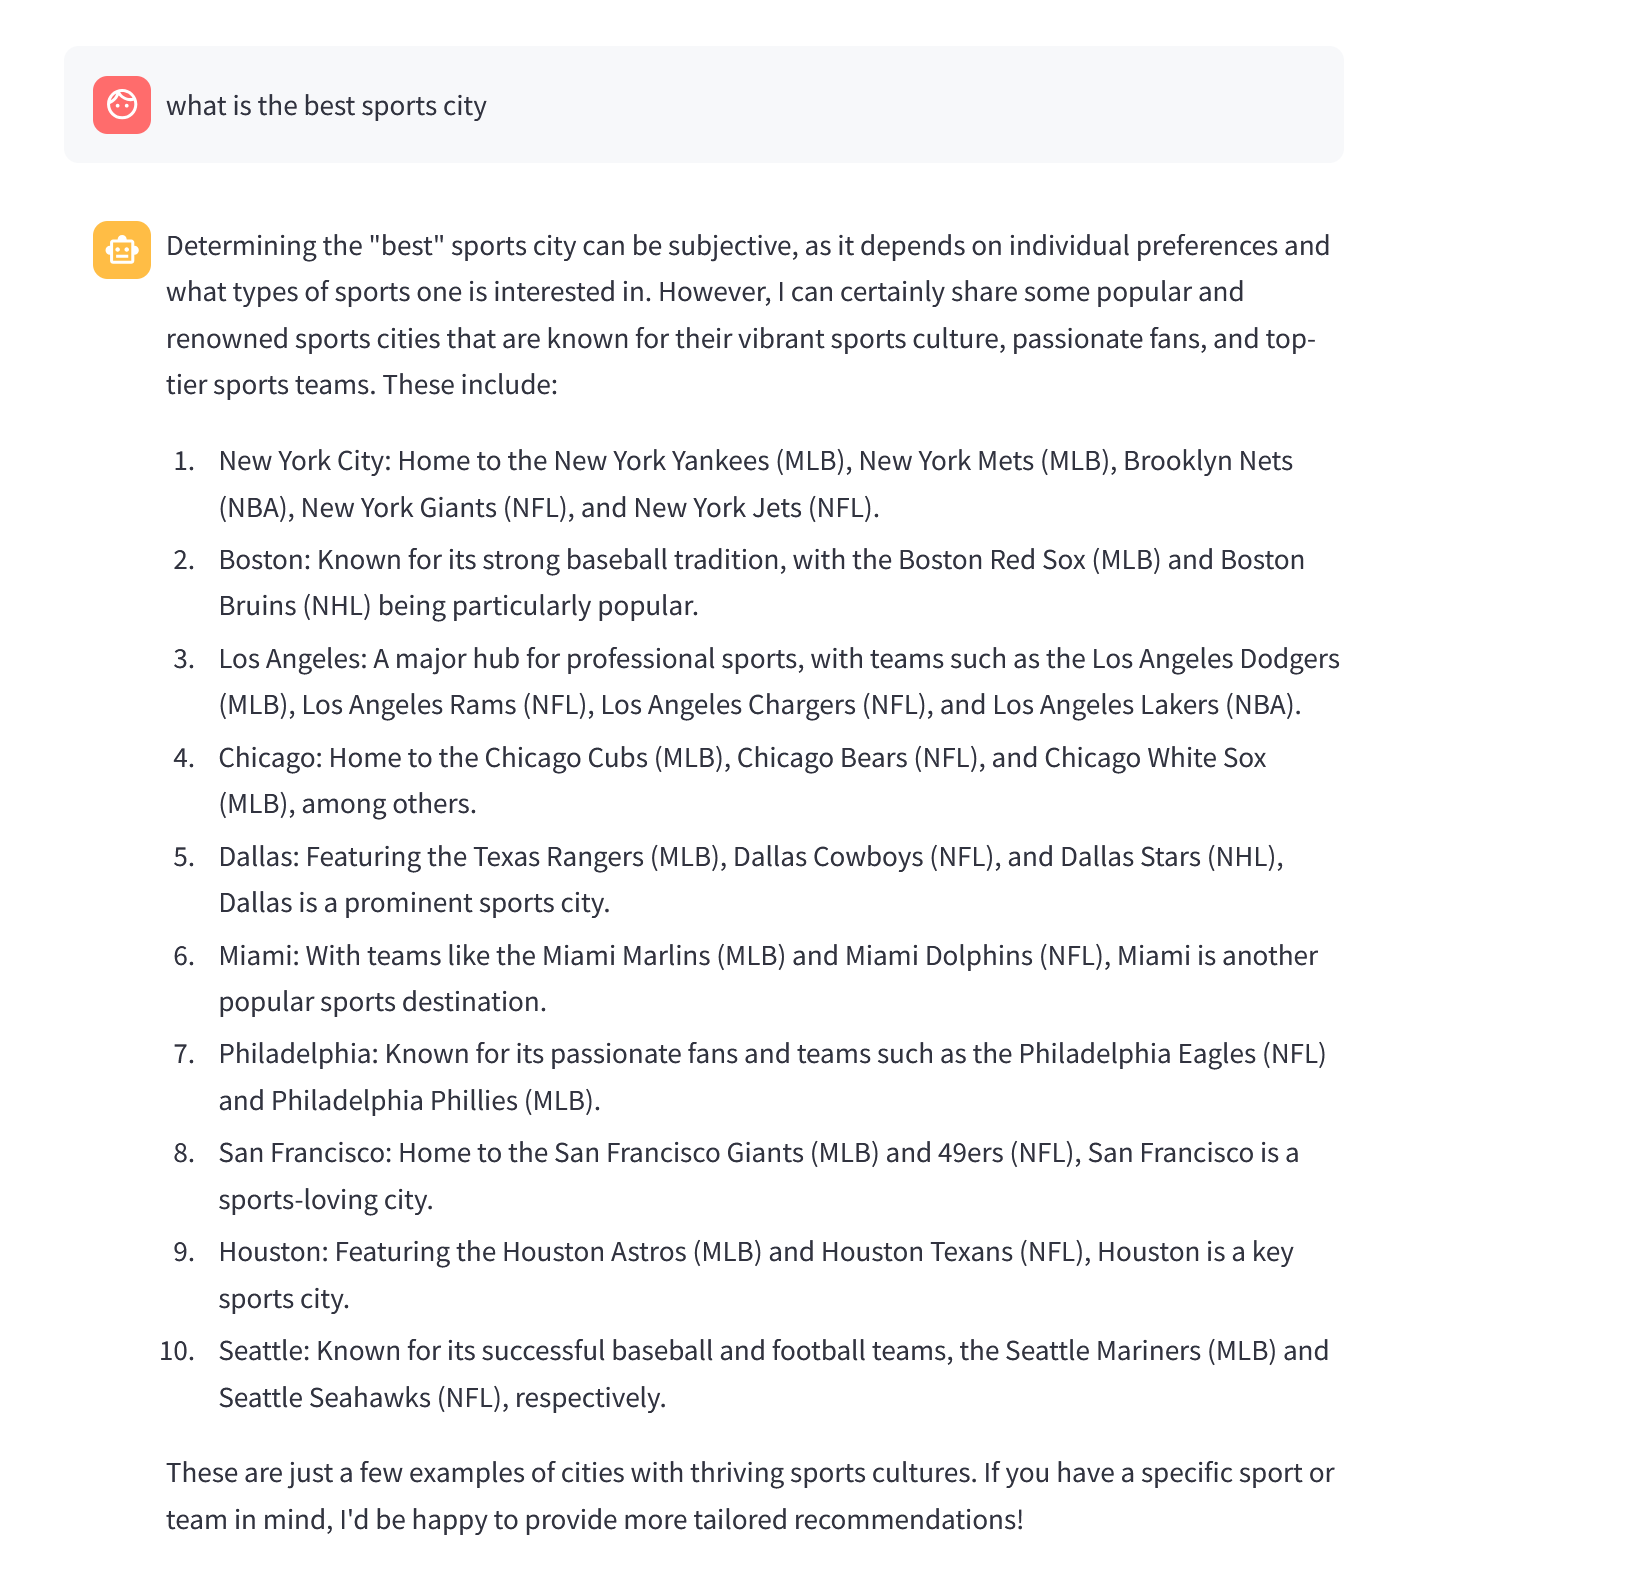 what is the best sports city
Determining the "best" sports city can be subjective, as it depends on individual preferences and
what types of sports one is interested in. However, I can certainly share some popular and
renowned sports cities that are known for their vibrant sports culture, passionate fans, and top-
tier sports teams. These include:
1. New York City: Home to the New York Yankees (MLB), New York Mets (MLB), Brooklyn Nets
(NBA), New York Giants (NFL), and New York Jets (NFL).
2. Boston: Known for its strong baseball tradition, with the Boston Red Sox (MLB) and Boston
Bruins (NHL) being particularly popular.
3. Los Angeles: A major hub for professional sports, with teams such as the Los Angeles Dodgers
(MLB), Los Angeles Rams (NFL), Los Angeles Chargers (NFL), and Los Angeles Lakers (NBA).
4. Chicago: Home to the Chicago Cubs (MLB), Chicago Bears (NFL), and Chicago White Sox
(MLB), among others.
5. Dallas: Featuring the Texas Rangers (MLB), Dallas Cowboys (NFL), and Dallas Stars (NHL),
Dallas is a prominent sports city.
6. Miami: With teams like the Miami Marlins (MLB) and Miami Dolphins (NFL), Miami is another
popular sports destination.
7. Philadelphia: Known for its passionate fans and teams such as the Philadelphia Eagles (NFL)
and Philadelphia Phillies (MLB).
8. San Francisco: Home to the San Francisco Giants (MLB) and 49ers (NFL), San Francisco is a
sports-loving city.
9. Houston: Featuring the Houston Astros (MLB) and Houston Texans (NFL), Houston is a key
sports city.
10. Seattle: Known for its successful baseball and football teams, the Seattle Mariners (MLB) and
Seattle Seahawks (NFL), respectively.
These are just a few examples of cities with thriving sports cultures. If you have a specific sport or
team in mind, I'd be happy to provide more tailored recommendations!